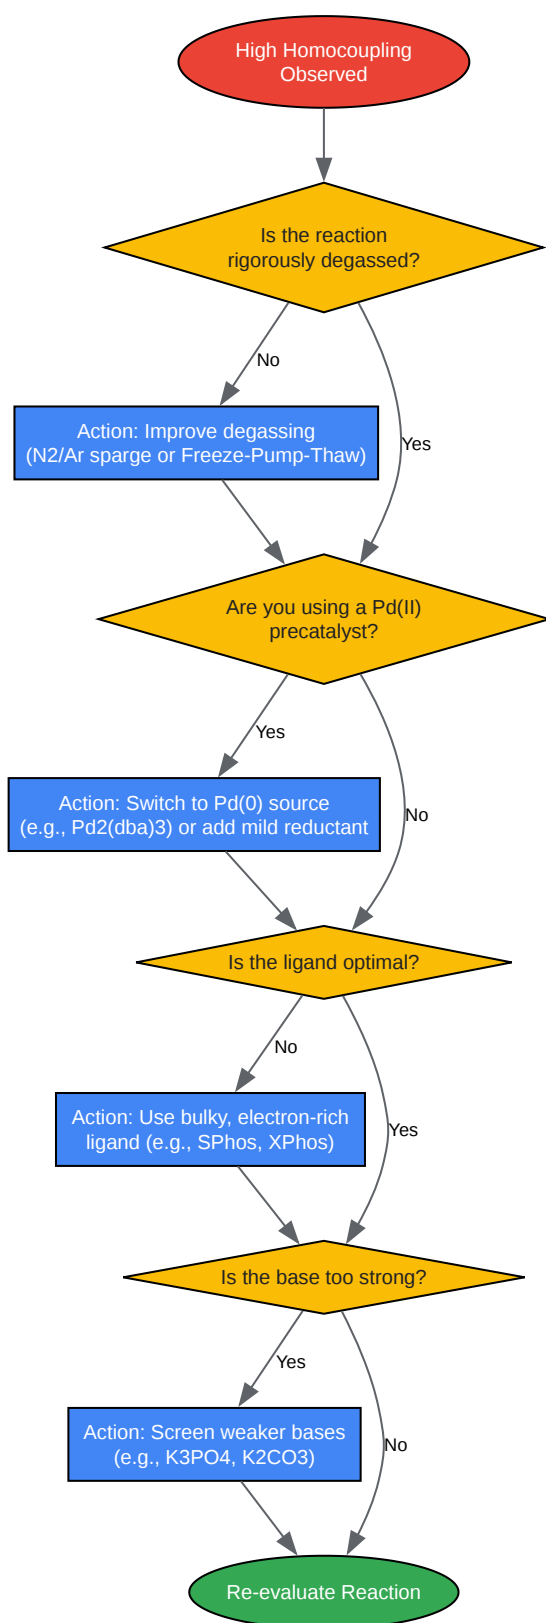 High Homocoupling
Observed
Is the reaction
rigorously degassed?
No
Yes
Action: Improve degassing
(N2/Ar sparge or Freeze-Pump-Thaw)
Are you using a Pd(II)
precatalyst?
Yes
No
Action: Switch to Pd(0) source
(e.g., Pd2(dba)3) or add mild reductant
Is the ligand optimal?
No
Yes
Action: Use bulky, electron-rich
ligand (e.g., SPhos, XPhos)
Is the base too strong?
Yes
No
Action: Screen weaker bases
(e.g., K3PO4, K2CO3)
Re-evaluate Reaction